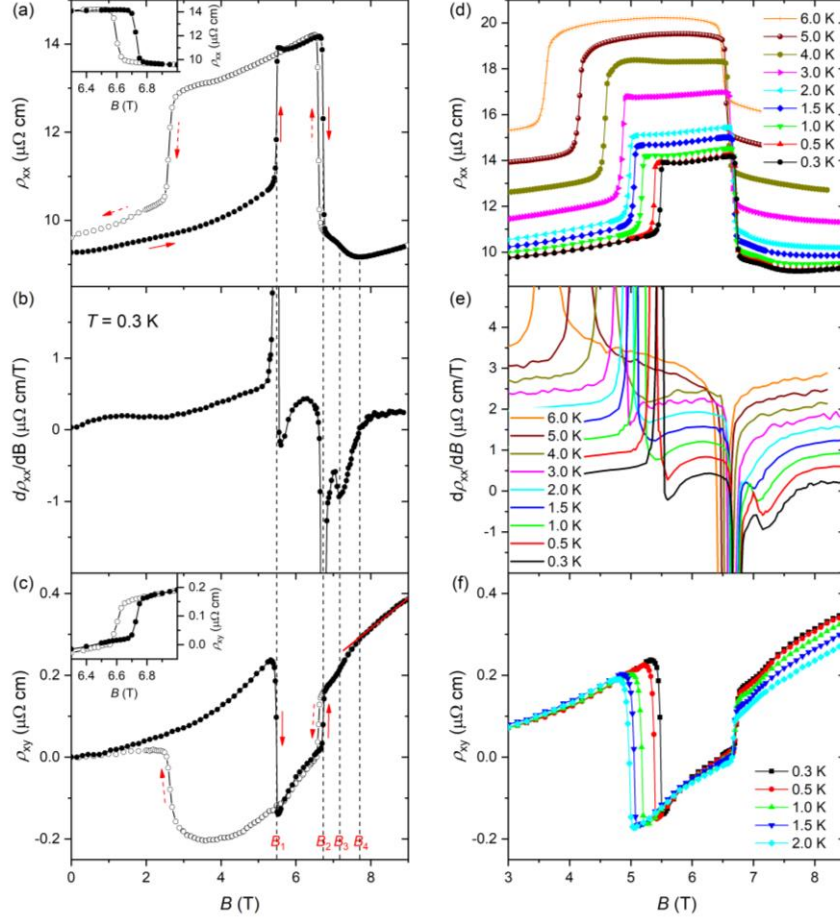 (a)
14
12
10
ρxx (μΩ cm)
14
13
12
11
10
ρxx (μΩ cm)
6.4 6.6 6.8
B (T)
(b)
T = 0.3 K
1
0
-1
dρxx/dB (μΩ cm/T)
(c)
0.4
0.2
0.0
-0.2
ρxy (μΩ cm)
0.2
0.1
0.0
ρxy (μΩ cm)
6.4 6.6 6.8
B (T)
B1 B2 B3 B4
0 2 4 6 8
B (T)
(d)
20
18
16
14
12
10
ρxx (μΩ cm)
6.0 K
5.0 K
4.0 K
3.0 K
2.0 K
1.5 K
1.0 K
0.5 K
0.3 K
(e)
4
3
2
1
0
-1
dρxx/dB (μΩ cm/T)
6.0 K
5.0 K
4.0 K
3.0 K
2.0 K
1.5 K
1.0 K
0.5 K
0.3 K
(f)
0.4
0.2
0.0
-0.2
ρxy (μΩ cm)
0.3 K
0.5 K
1.0 K
1.5 K
2.0 K
3 4 5 6 7 8
B (T)